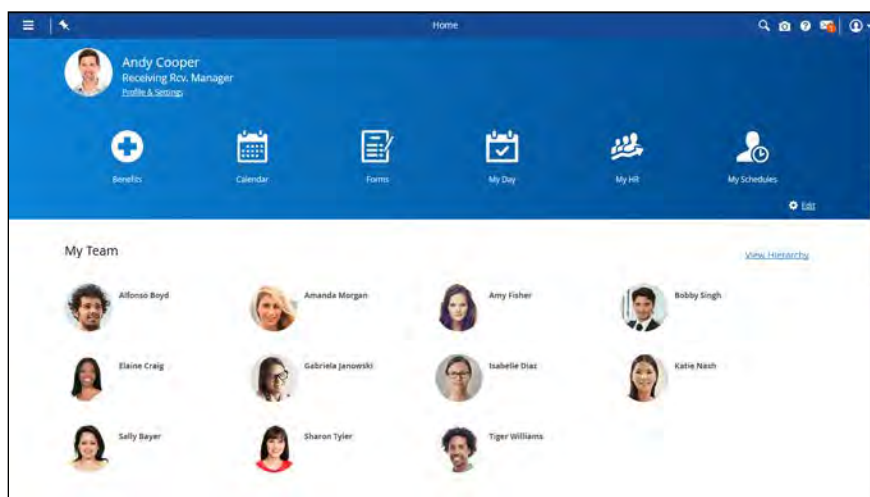 Home
Andy Cooper
Receiving Rcv. Manager
Profile & Settings
Benefits
Calendar
Forms
My Day
My HR
My Schedules
Edit
My Team
View Hierarchy
Alfonso Boyd
Amanda Morgan
Amy Fisher
Bobby Singh
Elaine Craig
Gabriela Janowski
Isabelle Diaz
Katie Nash
Sally Bayer
Sharon Tyler
Tiger Williams